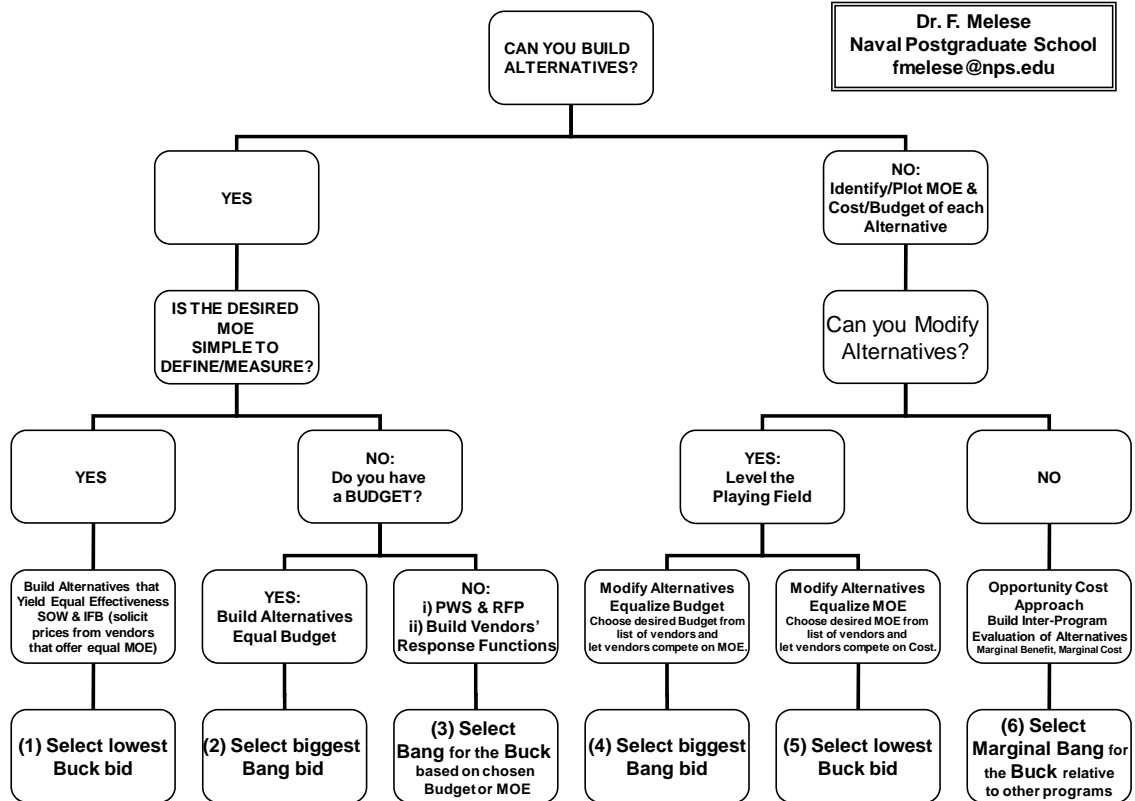 Dr. F. Melese
Naval Postgraduate School
fmelese@nps.edu
CAN YOU BUILD
ALTERNATIVES?
YES
NO:
Identify/Plot MOE &
Cost/Budget of each
Alternative
IS THE DESIRED
MOE
SIMPLE TO
DEFINE/MEASURE?
Can you Modify
Alternatives?
YES
NO:
Do you have
a BUDGET?
YES:
Level the
Playing Field
NO
Build Alternatives that
Yield Equal Effectiveness
SOW & IFB (solicit
prices from vendors
that offer equal MOE)
YES:
Build Alternatives
Equal Budget
NO:
i) PWS & RFP
ii) Build Vendors'
Response Functions
Modify Alternatives
Equalize Budget
Choose desired Budget from
list of vendors and
let vendors compete on MOE.
Modify Alternatives
Equalize MOE
Choose desired MOE from
list of vendors and
let vendors compete on Cost.
Opportunity Cost
Approach
Build Inter-Program
Evaluation of Alternatives
Marginal Benefit, Marginal Cost
(1) Select lowest
Buck bid
(2) Select biggest
Bang bid
(3) Select
Bang for the Buck
based on chosen
Budget or MOE
(4) Select biggest
Bang bid
(5) Select lowest
Buck bid
(6) Select
Marginal Bang for
the Buck relative
to other programs